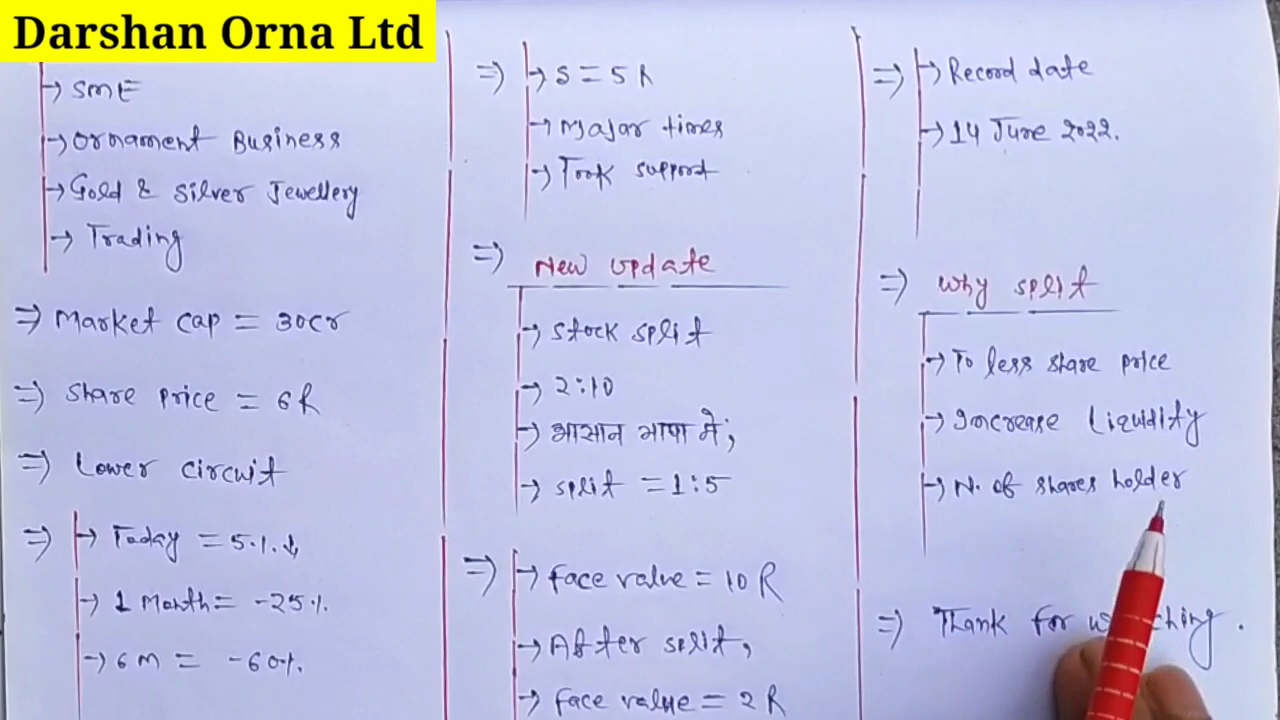 Darshan Orna Ltd
→ SME
→ Ornament Business
→ Gold & Silver Jewellery
→ Trading
⇒ Market cap = 30cr
⇒ Share price = 6R
⇒ Lower circuit
⇒ → Today = 5% ↓
→ 1 Month = -25%
→ 6M = -60%
⇒ → S = 5R
→ Major times
→ Took support
⇒ New update
→ Stock split
→ 2:10
→ आसान भाषा में;
→ split = 1:5
⇒ → face value = 10 R
→ After split,
→ face value = 2 R
⇒ → Record date
→ 14 June 2022.
⇒ Why split
→ To less share price
→ Increase Liquidity
→ N. of shares holder
⇒ Thank for